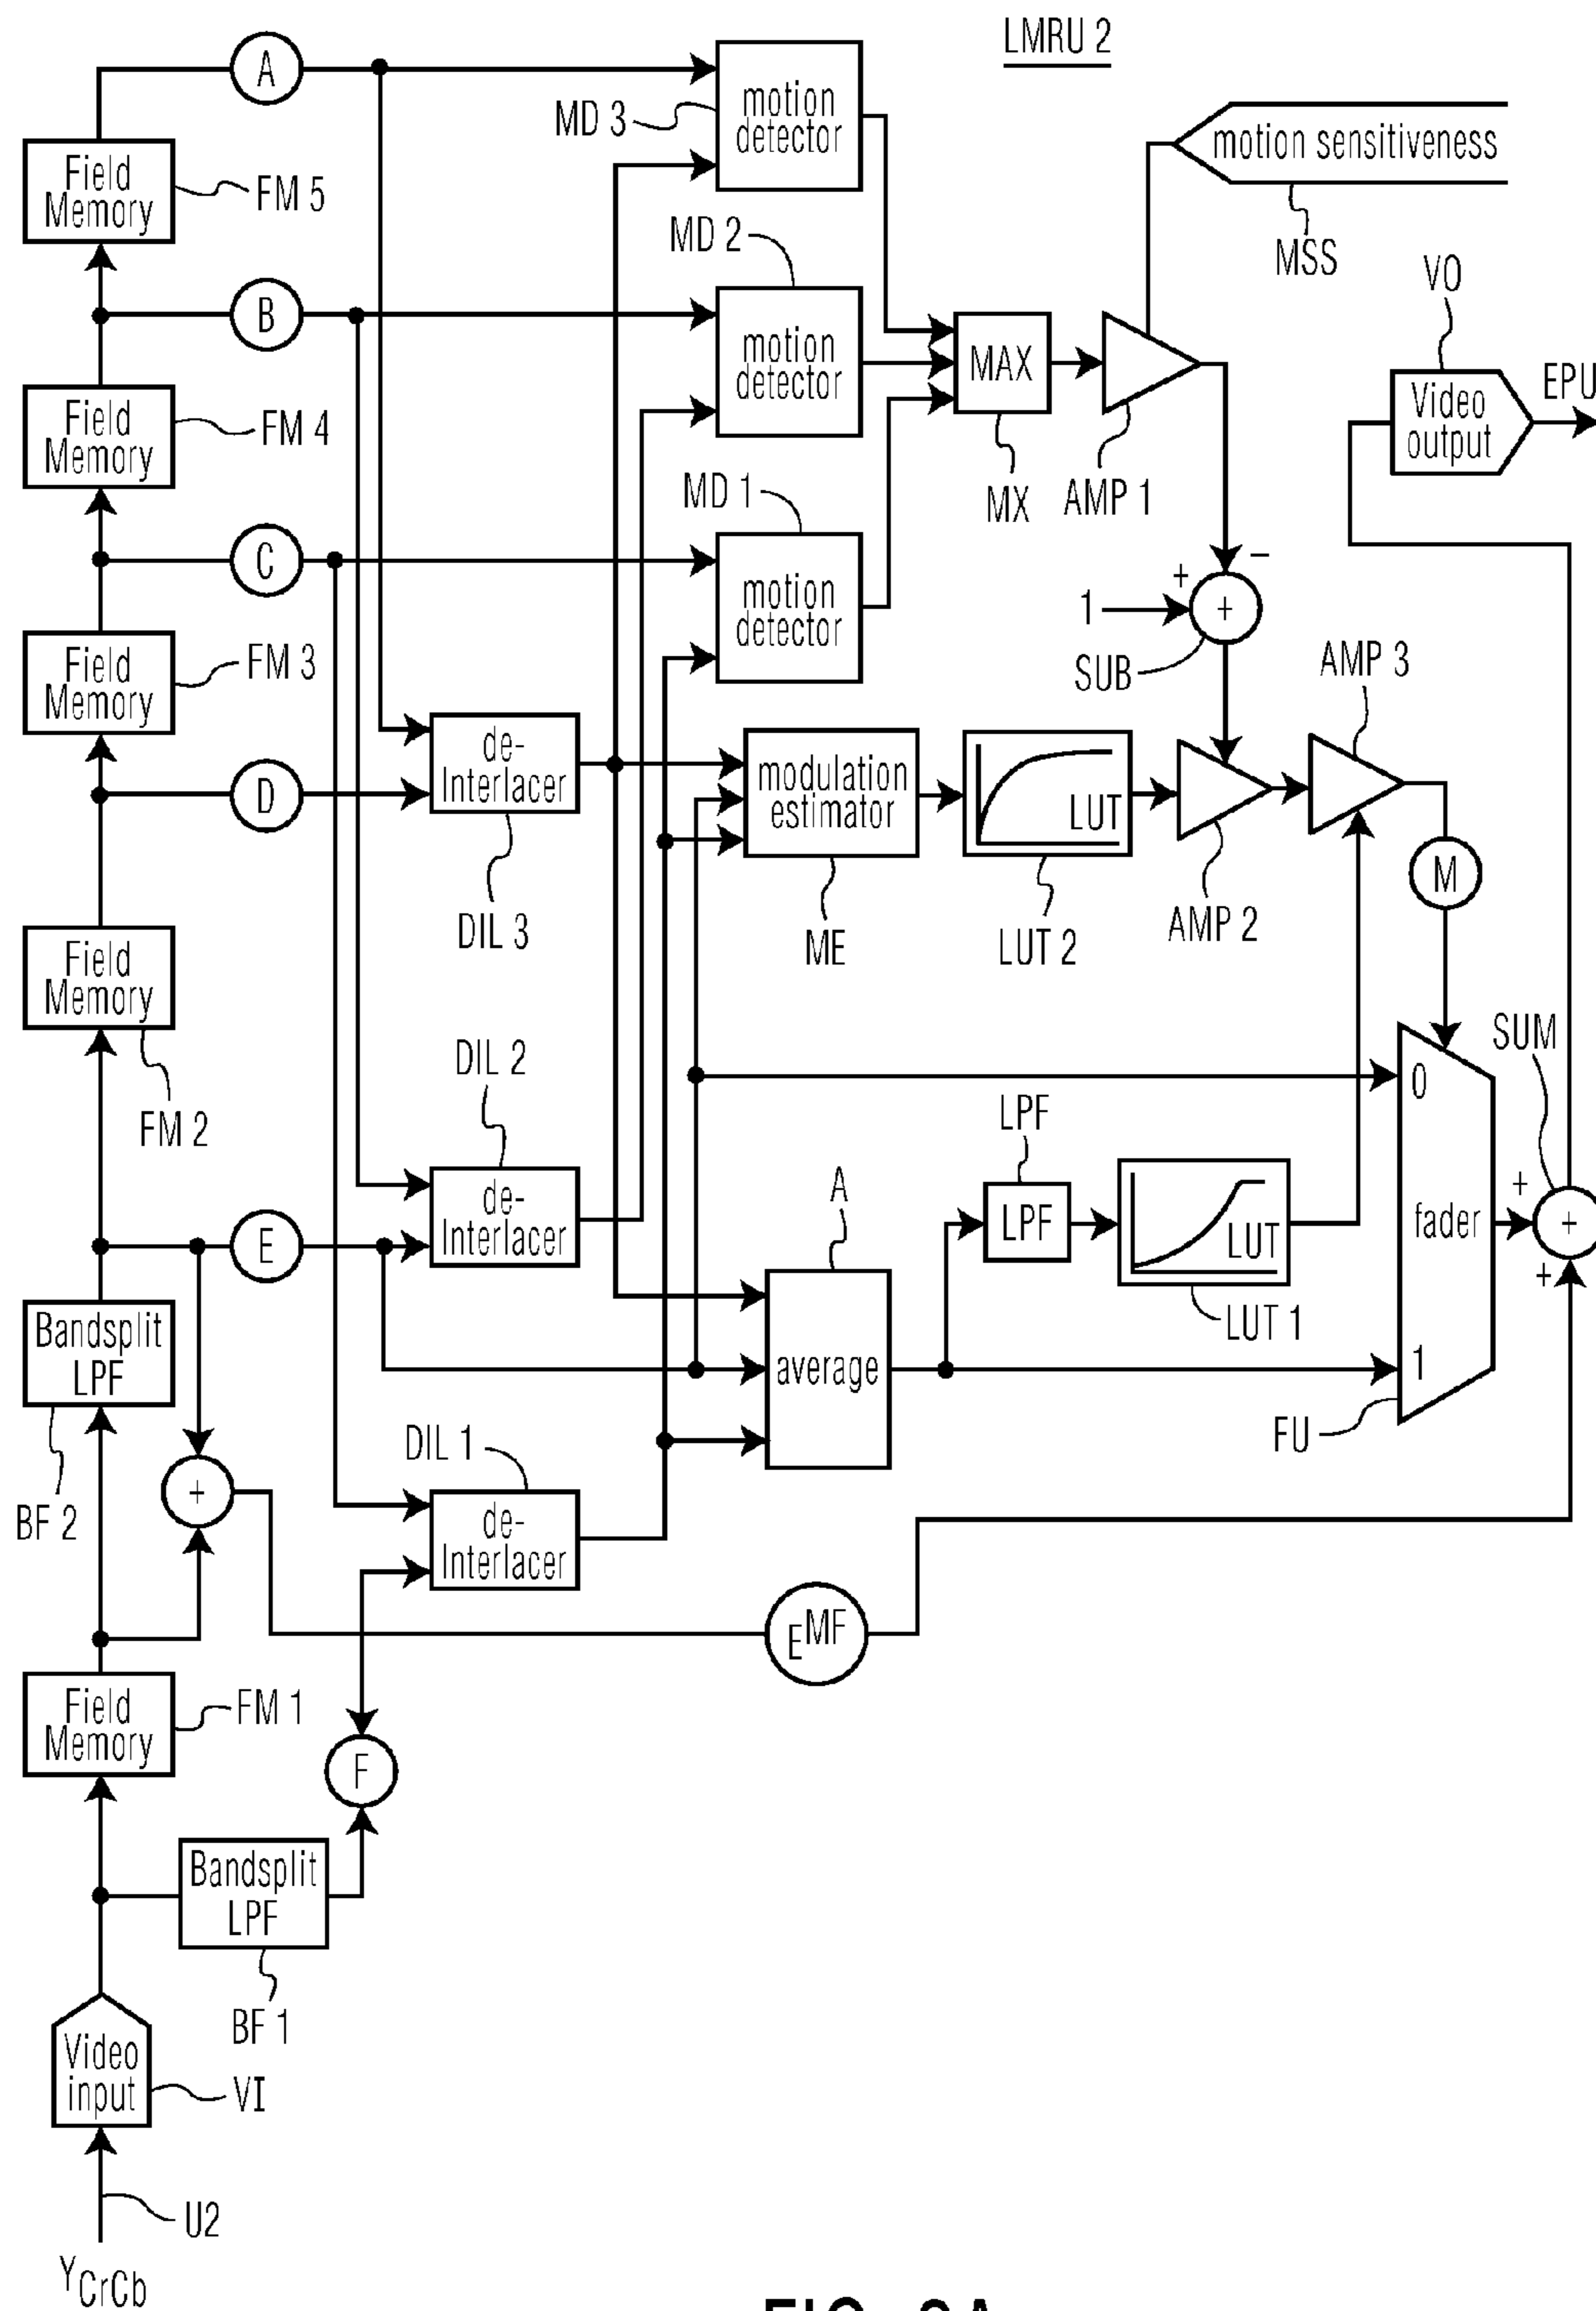 LMRU 2
A
motion
detector
MD 3
motion sensitiveness
MSS
Field
Memory
FM 5
MD 2
VO
B
motion
detector
MAX
MX
AMP 1
Video
output
EPU
Field
Memory
FM 4
MD 1
C
motion
detector
−
+
1
+
SUB
AMP 3
Field
Memory
FM 3
D
de-
Interlacer
DIL 3
modulation
estimator
ME
LUT
LUT 2
AMP 2
M
Field
Memory
FM 2
DIL 2
0
SUM
LPF
E
de-
Interlacer
A
LPF
LUT
LUT 1
fader
+
+
+
Bandsplit
LPF
BF 2
average
1
FU
DIL 1
+
de-
Interlacer
EMF
Field
Memory
FM 1
F
Bandsplit
LPF
BF 1
Video
input
VI
U2
YCrCb